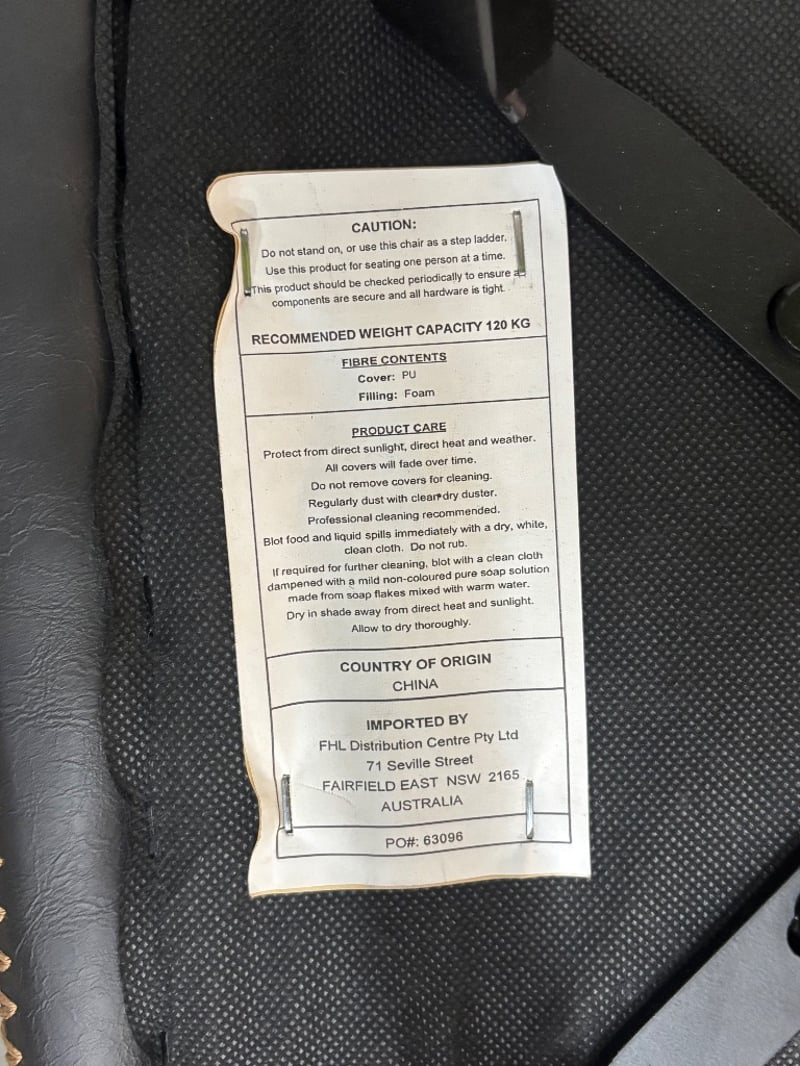 CAUTION:
Do not stand on, or use this chair as a step ladder.
Use this product for seating one person at a time.
This product should be checked periodically to ensure
components are secure and all hardware is tight.
RECOMMENDED WEIGHT CAPACITY 120 KG
FIBRE CONTENTS
Cover: PU
Filling: Foam
PRODUCT CARE
Protect from direct sunlight, direct heat and weather.
All covers will fade over time.
Do not remove covers for cleaning.
Regularly dust with clean dry duster.
Professional cleaning recommended.
Blot food and liquid spills immediately with a dry, white,
clean cloth. Do not rub.
If required for further cleaning, blot with a clean cloth
dampened with a mild non-coloured pure soap solution
made from soap flakes mixed with warm water.
Dry in shade away from direct heat and sunlight.
Allow to dry thoroughly.
COUNTRY OF ORIGIN
CHINA
IMPORTED BY
FHL Distribution Centre Pty Ltd
71 Seville Street
FAIRFIELD EAST NSW 2165
AUSTRALIA
PO#: 63096